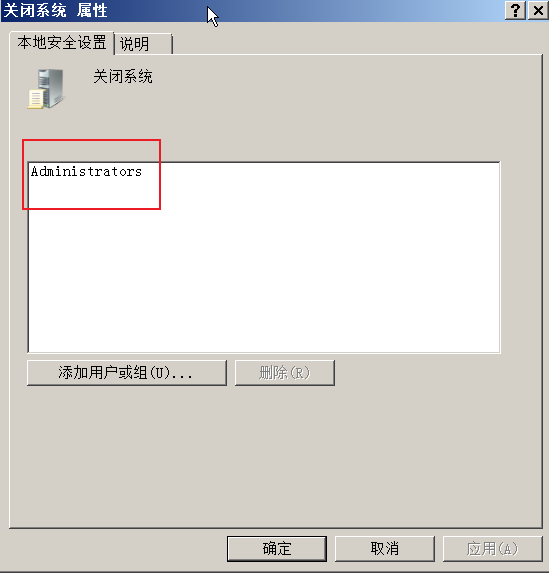 关闭系统 属性
本地安全设置 说明
关闭系统
Administrators
添加用户或组(U)... 删除(R)
确定 取消 应用(A)